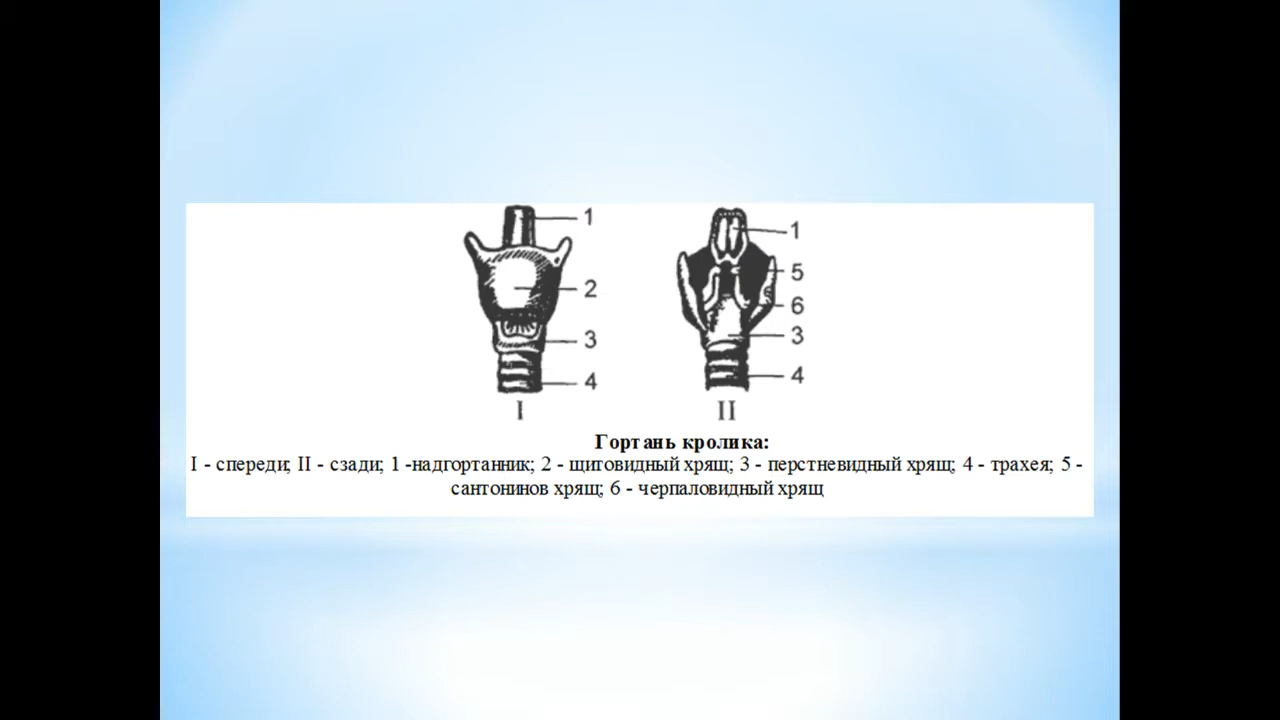 1
2
3
4
I
1
5
6
3
4
II
Гортань кролика:
I - спереди; II - сзади; 1 -надгортанник; 2 - щитовидный хрящ; 3 - перстневидный хрящ; 4 - трахея; 5 -
сантонинов хрящ; 6 - черпаловидный хрящ